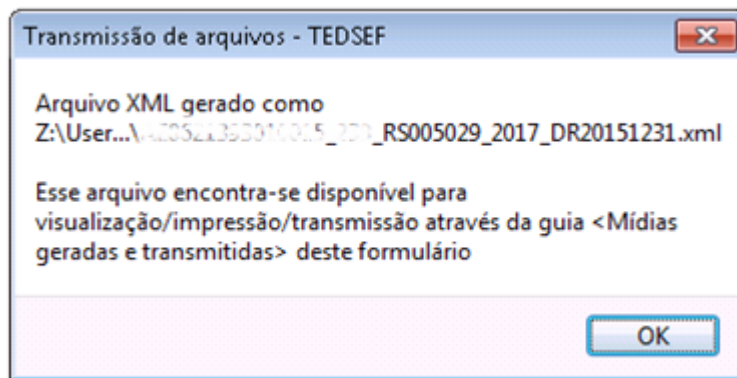 Transmissão de arquivos - TEDSEF
Arquivo XML gerado como
Z:\User...\ _RS005029_2017_DR20151231.xml
Esse arquivo encontra-se disponível para
visualização/impressão/transmissão através da guia <Mídias
geradas e transmitidas> deste formulário
OK